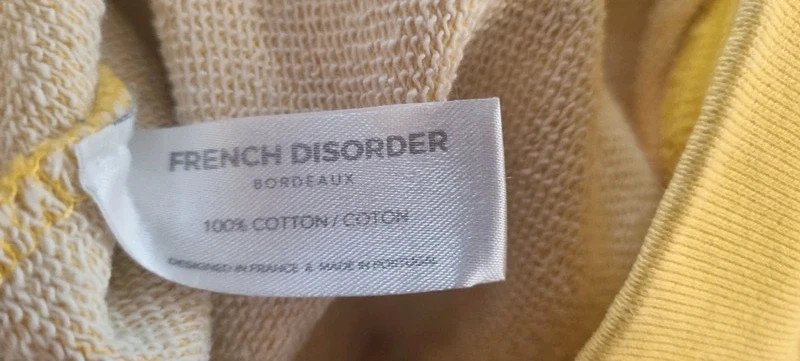 FRENCH DISORDER
BORDEAUX
100% COTTON / COTON
DESIGNED IN FRANCE & MADE IN PORTUGAL